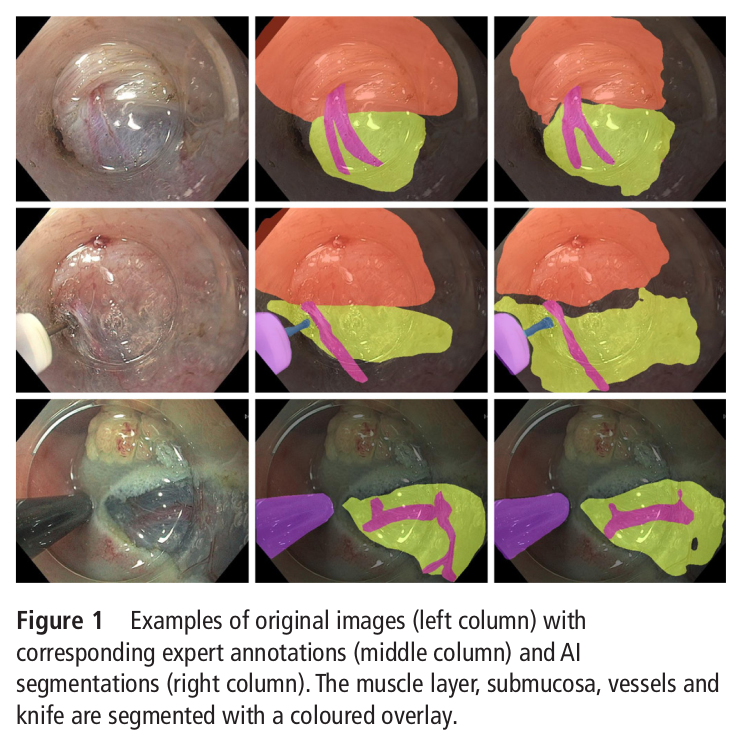 Figure 1 Examples of original images (left column) with
corresponding expert annotations (middle column) and AI
segmentations (right column). The muscle layer, submucosa, vessels and
knife are segmented with a coloured overlay.